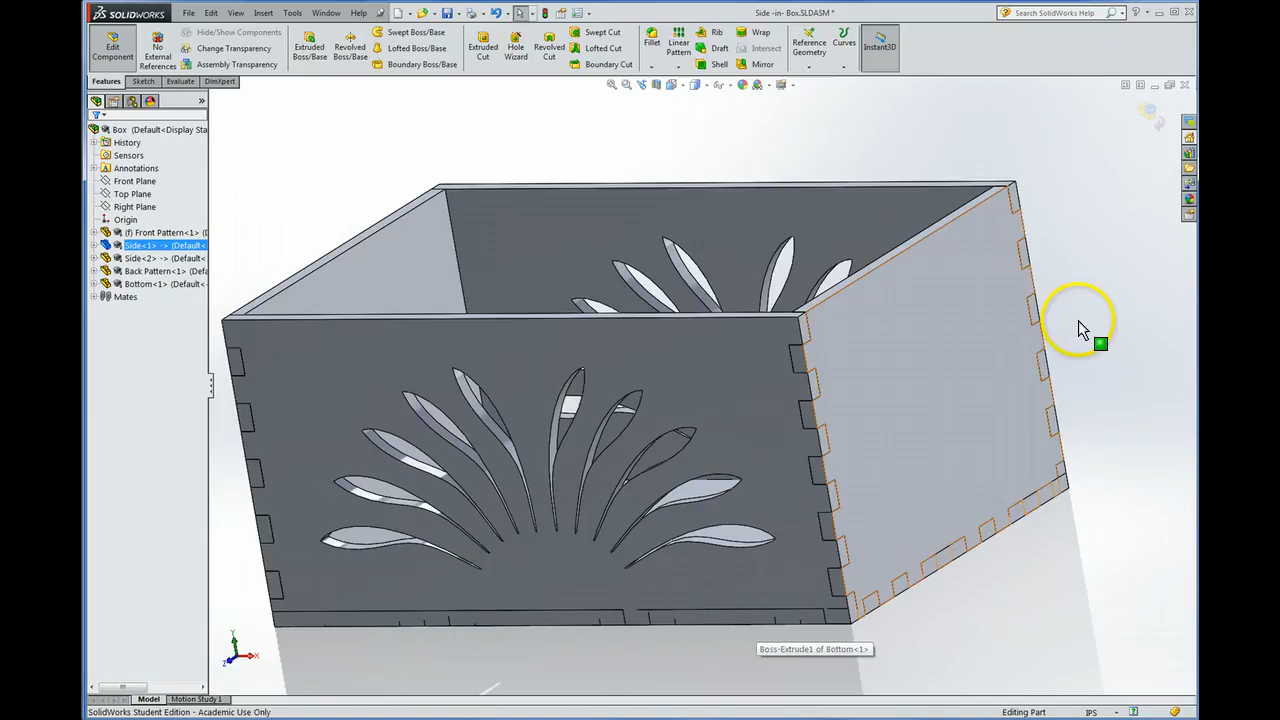 SOLIDWORKS
File Edit View Insert Tools Window Help
Side -in- Box.SLDASM *
Search SolidWorks Help
Edit Component
No External References
Hide/Show Components
Change Transparency
Assembly Transparency
Extruded Boss/Base
Revolved Boss/Base
Swept Boss/Base
Lofted Boss/Base
Boundary Boss/Base
Extruded Cut
Hole Wizard
Revolved Cut
Swept Cut
Lofted Cut
Boundary Cut
Fillet
Linear Pattern
Rib
Draft
Shell
Wrap
Intersect
Mirror
Reference Geometry
Curves
Instant3D
Features Sketch Evaluate DimXpert
Box (Default<Display Sta
History
Sensors
Annotations
Front Plane
Top Plane
Right Plane
Origin
(f) Front Pattern<1> (D
Side<1> -> (Default<
Side<2> -> (Default<
Back Pattern<1> (Defau
Bottom<1> (Default<
Mates
Boss-Extrude1 of Bottom<1>
Y
X
Z
Model Motion Study 1
SolidWorks Student Edition - Academic Use Only
Editing Part
IPS